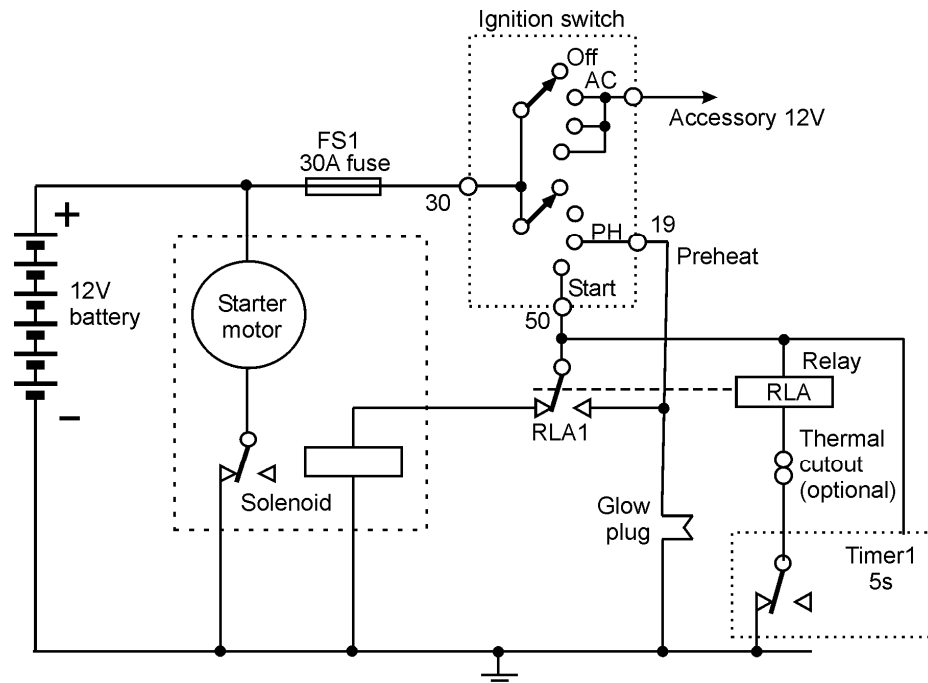 Ignition switch
Off
AC
Accessory 12V
FS1
30A fuse
30
19
PH
Preheat
+
12V
battery
–
Starter
motor
Start
50
Relay
RLA
RLA1
Thermal
cutout
(optional)
Solenoid
Glow
plug
Timer1
5s